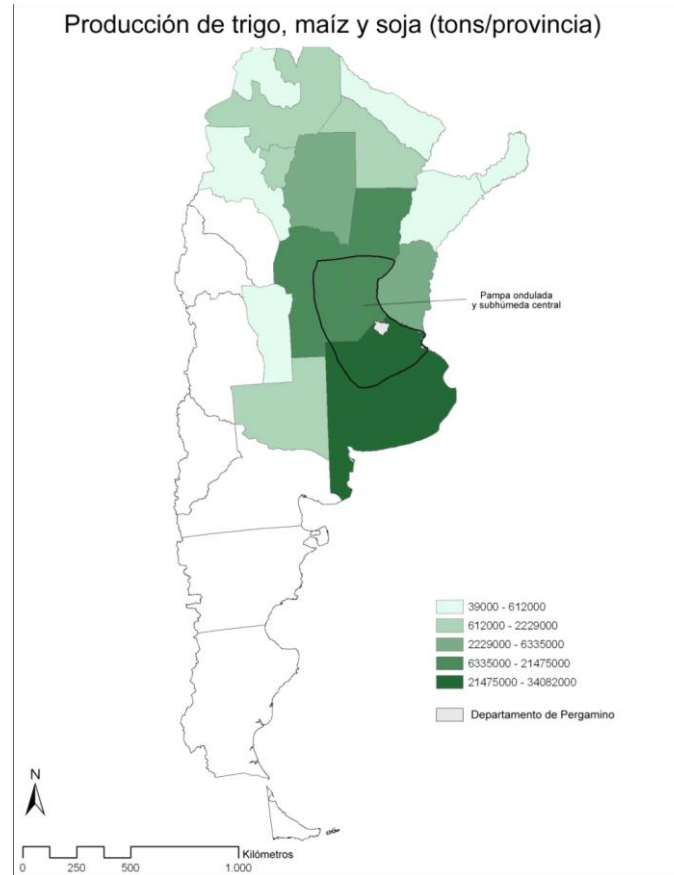 Producción de trigo, maíz y soja (tons/provincia)
Pampa ondulada
y subhúmeda central
39000 - 612000
612000 - 2229000
2229000 - 6335000
6335000 - 21475000
21475000 - 34082000
Departamento de Pergamino
N
Kilómetros
0 250 500 1.000